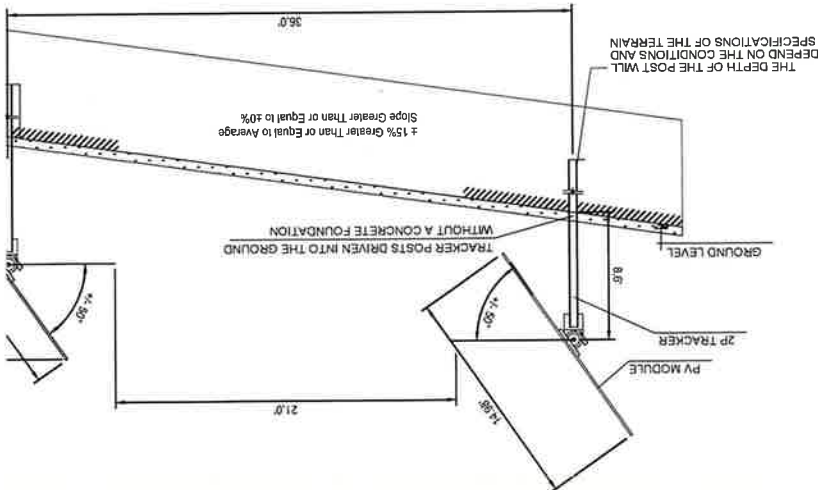 21.0'
14.98'
PV MODULE
2P TRACKER
+/- 50°
+/- 50°
8.6'
GROUND LEVEL
TRACKER POSTS DRIVEN INTO THE GROUND
WITHOUT A CONCRETE FOUNDATION
± 15% Greater Than or Equal to Average
Slope Greater Than or Equal to ±0%
THE DEPTH OF THE POST WILL
DEPEND ON THE CONDITIONS AND
SPECIFICATIONS OF THE TERRAIN
36.0'